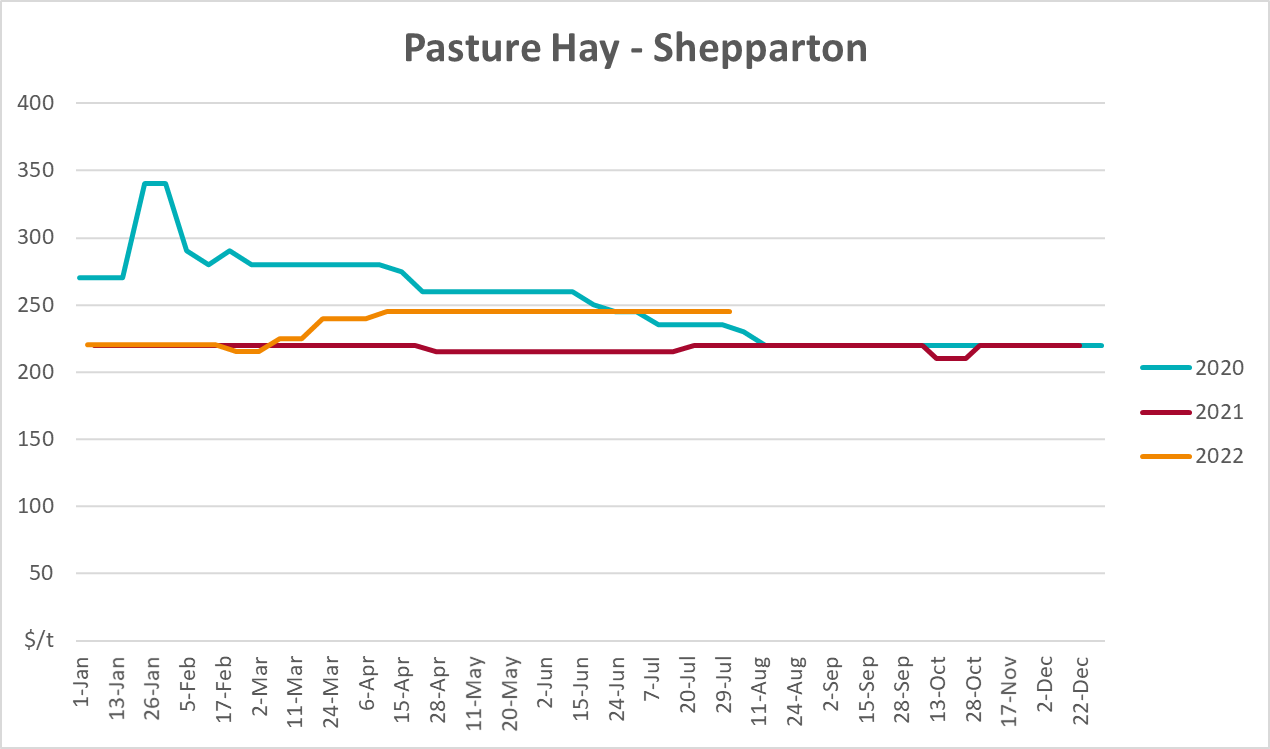 Pasture Hay - Shepparton
400
350
300
250
200
150
100
50
$/t
1-Jan
13-Jan
26-Jan
5-Feb
17-Feb
2-Mar
11-Mar
24-Mar
6-Apr
15-Apr
28-Apr
11-May
20-May
2-Jun
15-Jun
24-Jun
7-Jul
20-Jul
29-Jul
11-Aug
24-Aug
2-Sep
15-Sep
28-Sep
13-Oct
28-Oct
17-Nov
2-Dec
22-Dec
2020
2021
2022